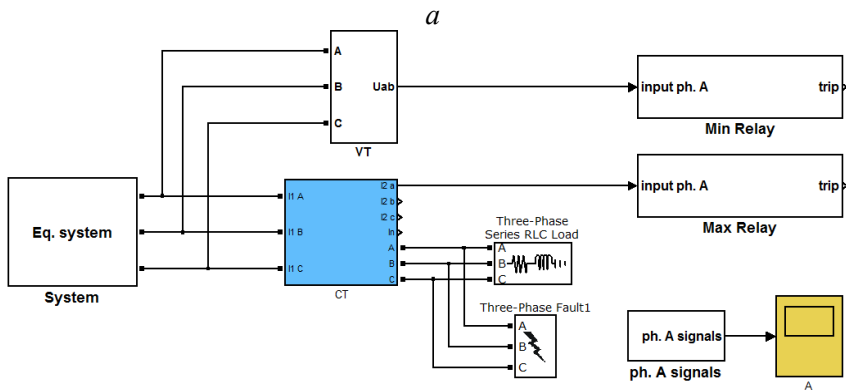 a
A
B
C
Uab
VT
input ph. A
trip
Min Relay
input ph. A
trip
Max Relay
Eq. system
System
I1 A
I1 B
I1 C
I2 a
I2 b
I2 c
In
A
B
C
CT
Three-Phase
Series RLC Load
A
B
C
Three-Phase Fault1
A
B
C
ph. A signals
ph. A signals
A